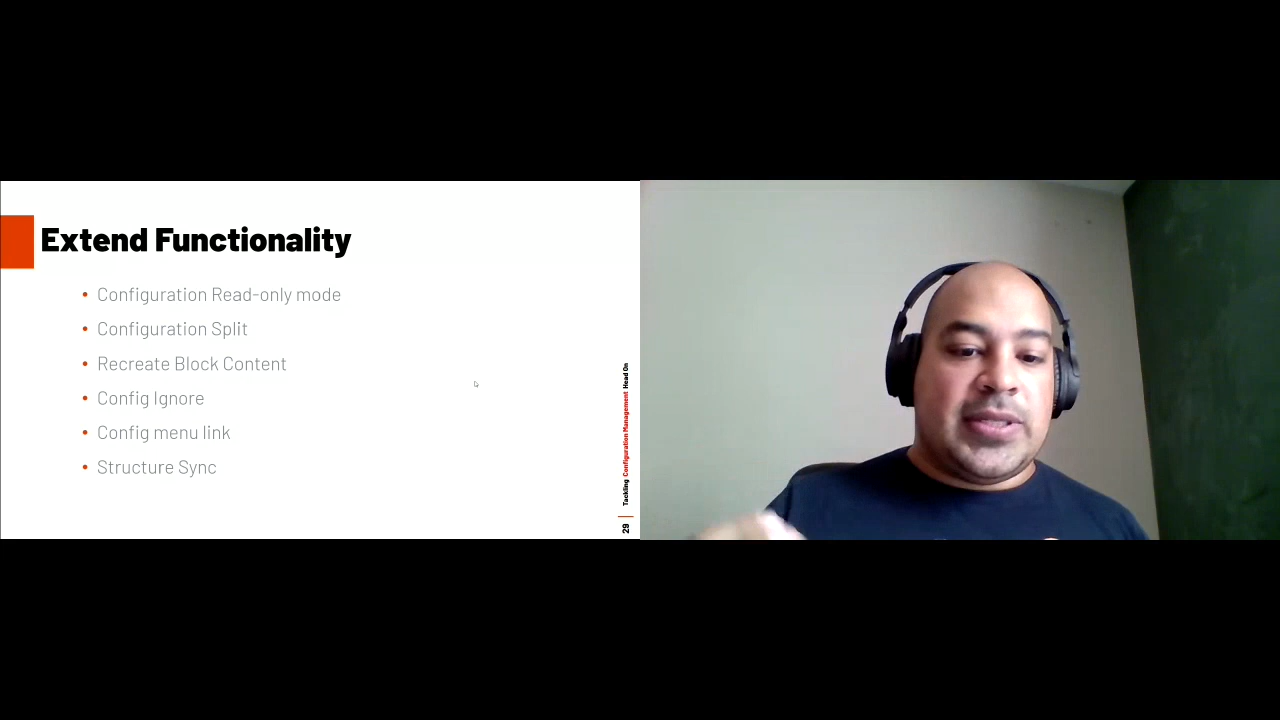 Extend Functionality
• Configuration Read-only mode
• Configuration Split
• Recreate Block Content
• Config Ignore
• Config menu link
• Structure Sync
29 | Tackling Configuration Management Head On